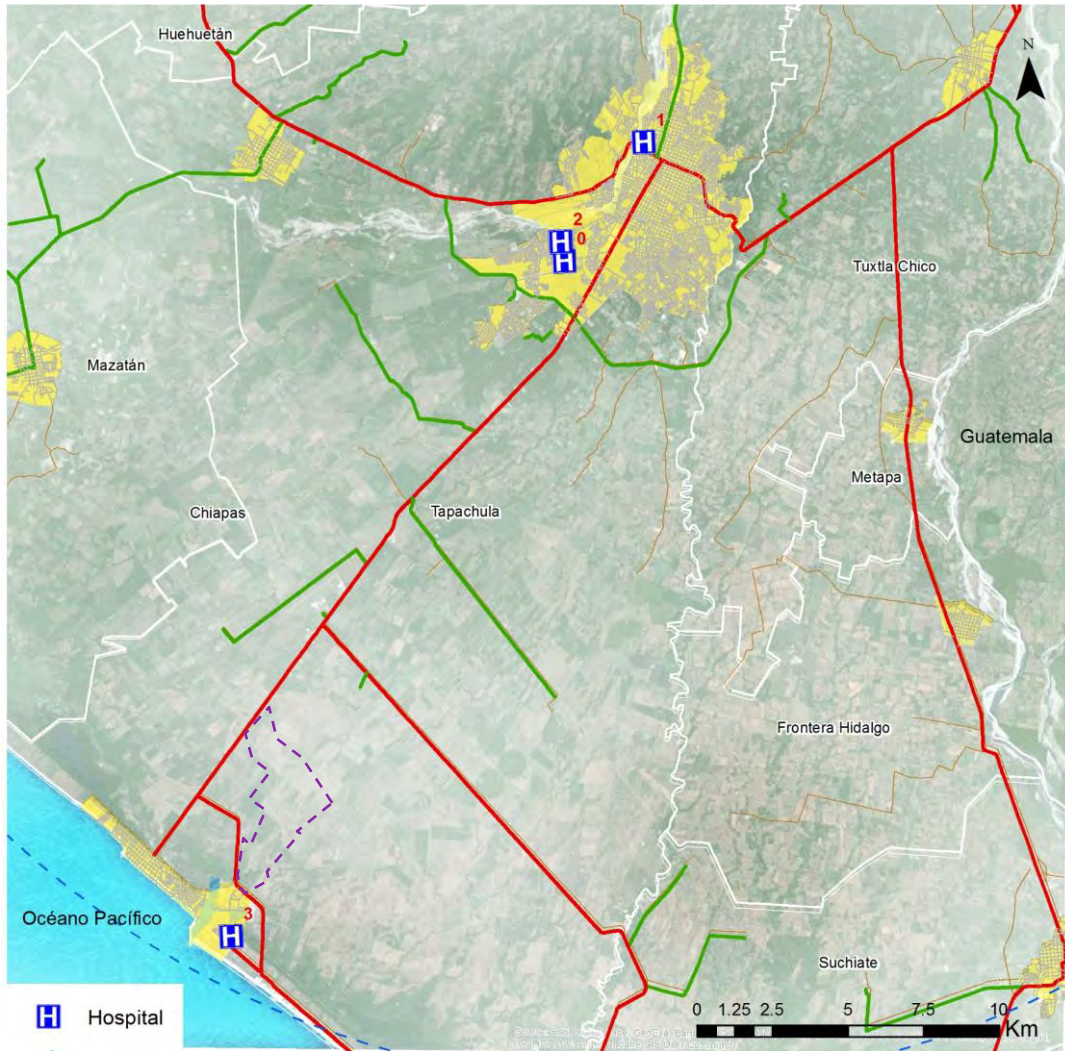 Huehuetán
N
1
2
0
Tuxtla Chico
Mazatán
Guatemala
Metapa
Chiapas
Tapachula
Frontera Hidalgo
3
Océano Pacífico
Suchiate
H Hospital
0 1.25 2.5 5 7.5 10
Km